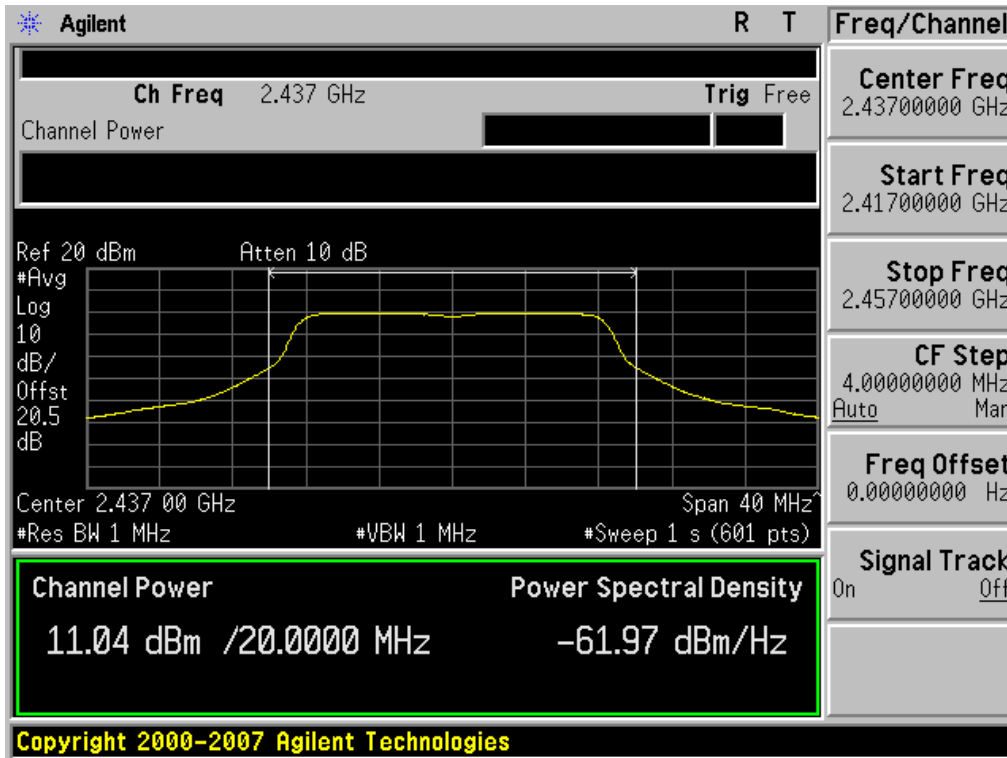 Agilent R T Freq/Channel
Ch Freq 2.437 GHz Trig Free
Channel Power
Center Freq
2.43700000 GHz
Start Freq
2.41700000 GHz
Stop Freq
2.45700000 GHz
CF Step
4.00000000 MHz
Auto Man
Freq Offset
0.00000000 Hz
Signal Track
On Off
Ref 20 dBm Atten 10 dB
#Avg
Log
10
dB/
Offst
20.5
dB
Center 2.437 00 GHz Span 40 MHz^
#Res BW 1 MHz #VBW 1 MHz #Sweep 1 s (601 pts)
Channel Power Power Spectral Density
11.04 dBm /20.0000 MHz -61.97 dBm/Hz
Copyright 2000-2007 Agilent Technologies